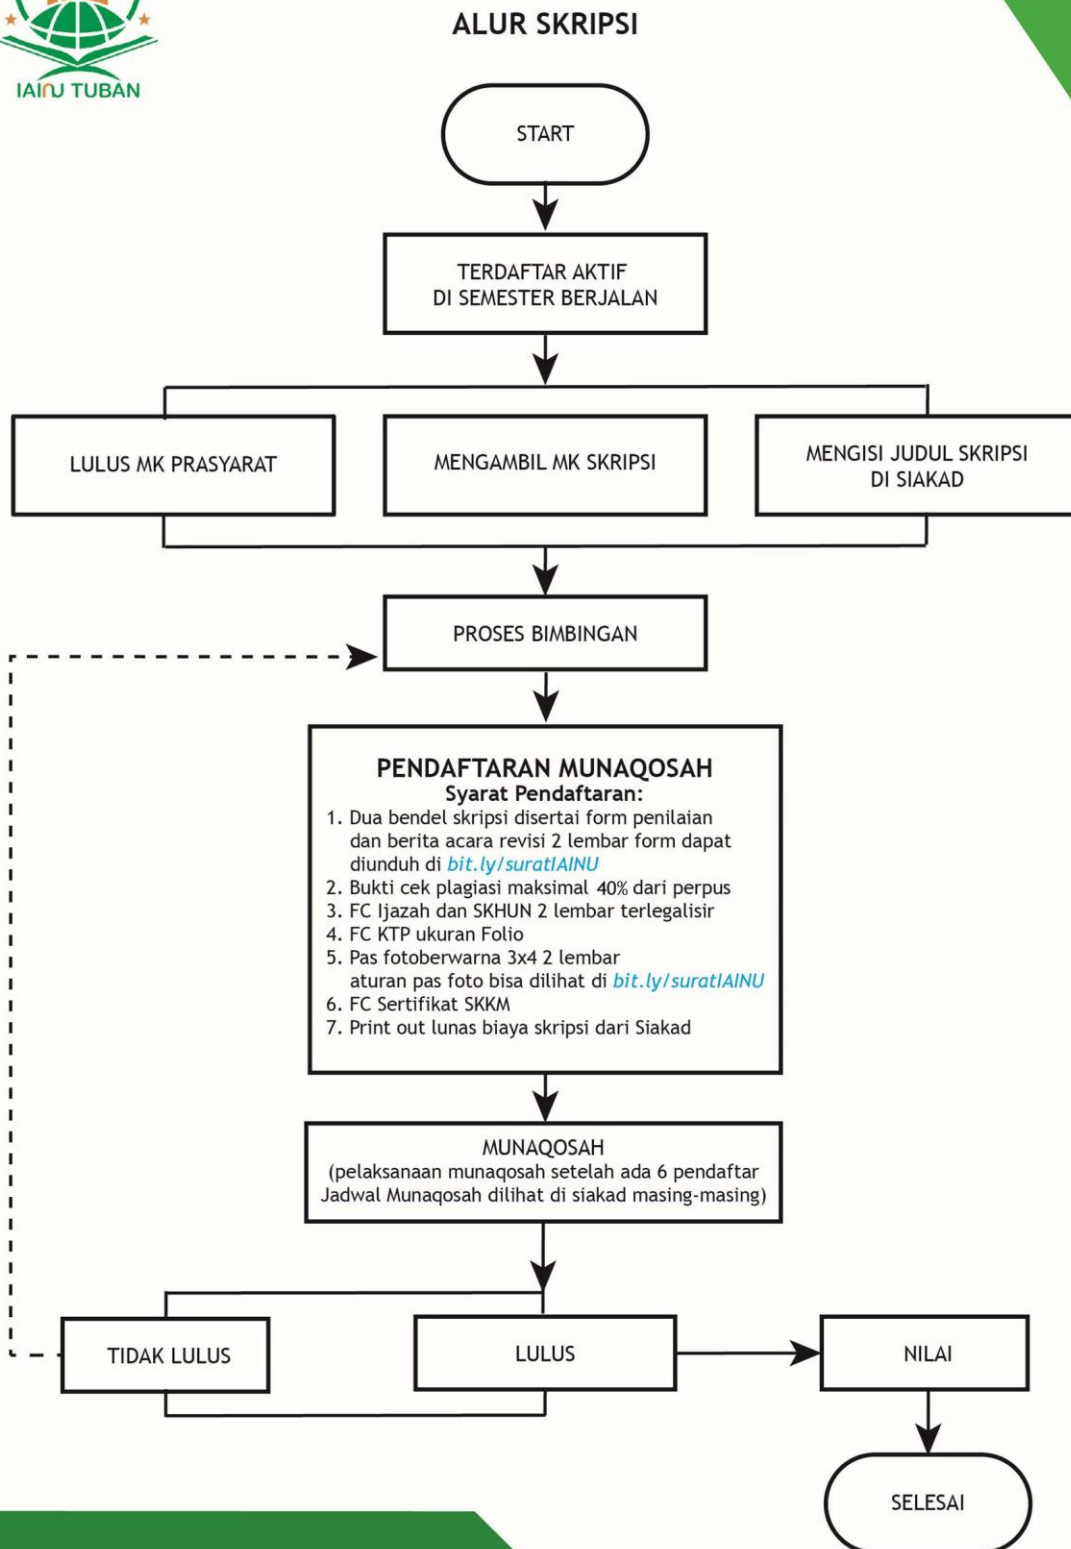 ALUR SKRIPSI
IAINU TUBAN
START
TERDAFTAR AKTIF
DI SEMESTER BERJALAN
LULUS MK PRASYARAT
MENGAMBIL MK SKRIPSI
MENGISI JUDUL SKRIPSI
DI SIAKAD
PROSES BIMBINGAN
PENDAFTARAN MUNAQOSAH
Syarat Pendaftaran:
1. Dua bendel skripsi disertai form penilaian
dan berita acara revisi 2 lembar form dapat
diunduh di bit.ly/suratIAINU
2. Bukti cek plagiasi maksimal 40% dari perpus
3. FC Ijazah dan SKHUN 2 lembar terlegalisir
4. FC KTP ukuran Folio
5. Pas fotoberwarna 3x4 2 lembar
aturan pas foto bisa dilihat di bit.ly/suratIAINU
6. FC Sertifikat SKKM
7. Print out lunas biaya skripsi dari Siakad
MUNAQOSAH
(pelaksanaan munaqosah setelah ada 6 pendaftar
Jadwal Munaqosah dilihat di siakad masing-masing)
TIDAK LULUS
LULUS
NILAI
SELESAI